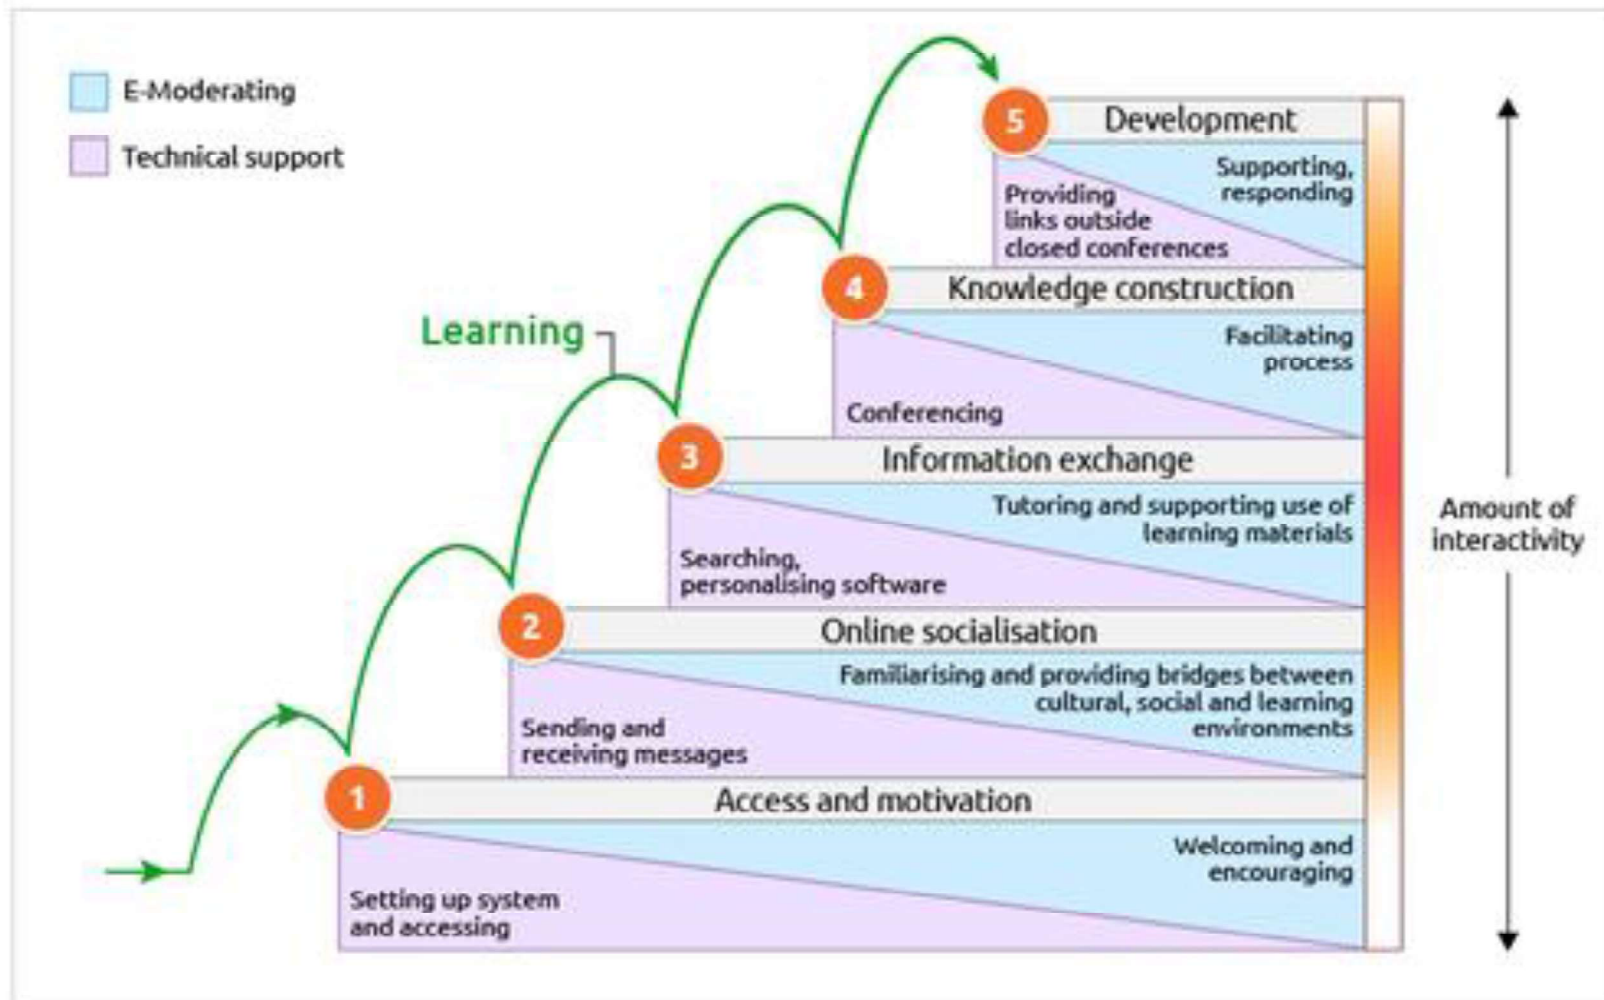 E-Moderating
Technical support
Learning
5
Development
Supporting,
responding
Providing
links outside
closed conferences
4
Knowledge construction
Facilitating
process
Conferencing
3
Information exchange
Tutoring and supporting use of
learning materials
Searching,
personalising software
2
Online socialisation
Familiarising and providing bridges between
cultural, social and learning
environments
Sending and
receiving messages
1
Access and motivation
Welcoming and
encouraging
Setting up system
and accessing
Amount of
interactivity